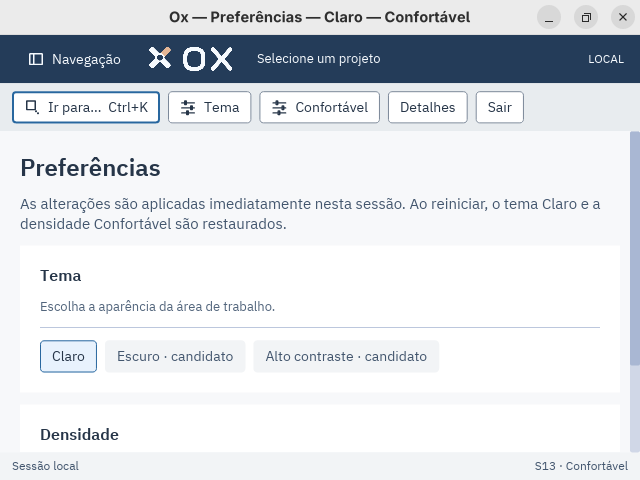 Ox — Preferências — Claro — Confortável
Navegação
OX
Selecione um projeto
LOCAL
Ir para... Ctrl+K
Tema
Confortável
Detalhes
Sair
Preferências
As alterações são aplicadas imediatamente nesta sessão. Ao reiniciar, o tema Claro e a
densidade Confortável são restaurados.
Tema
Escolha a aparência da área de trabalho.
Claro
Escuro · candidato
Alto contraste · candidato
Densidade
Sessão local
S13 · Confortável